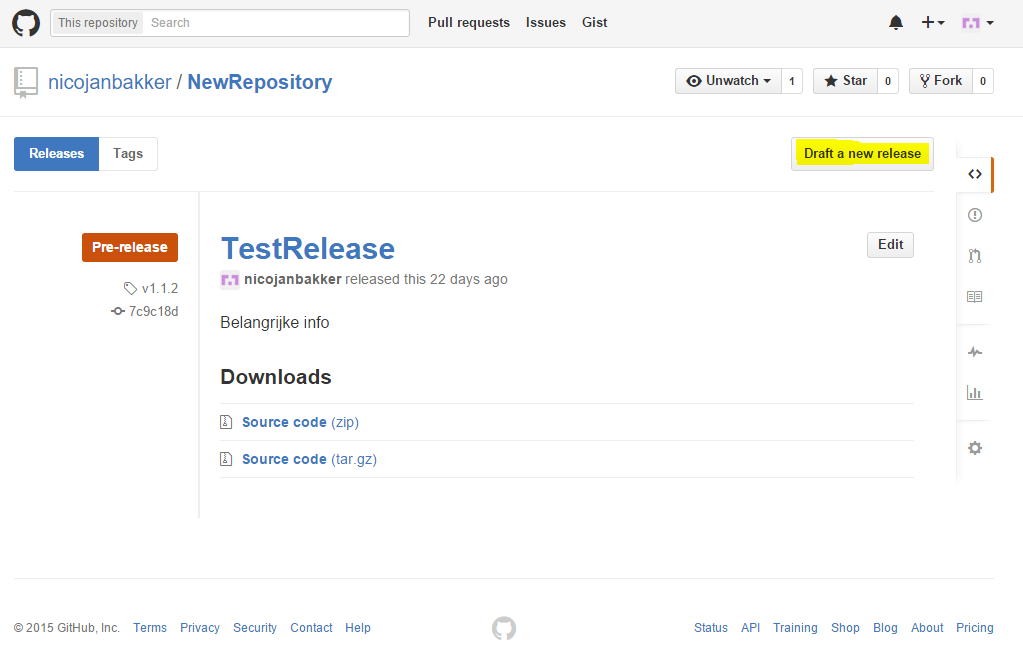 This repository Search Pull requests Issues Gist
nicojanbakker / NewRepository Unwatch 1 Star 0 Fork 0
Releases Tags Draft a new release
Pre-release
v1.1.2
7c9c18d
TestRelease Edit
nicojanbakker released this 22 days ago
Belangrijke info
Downloads
Source code (zip)
Source code (tar.gz)
© 2015 GitHub, Inc. Terms Privacy Security Contact Help Status API Training Shop Blog About Pricing